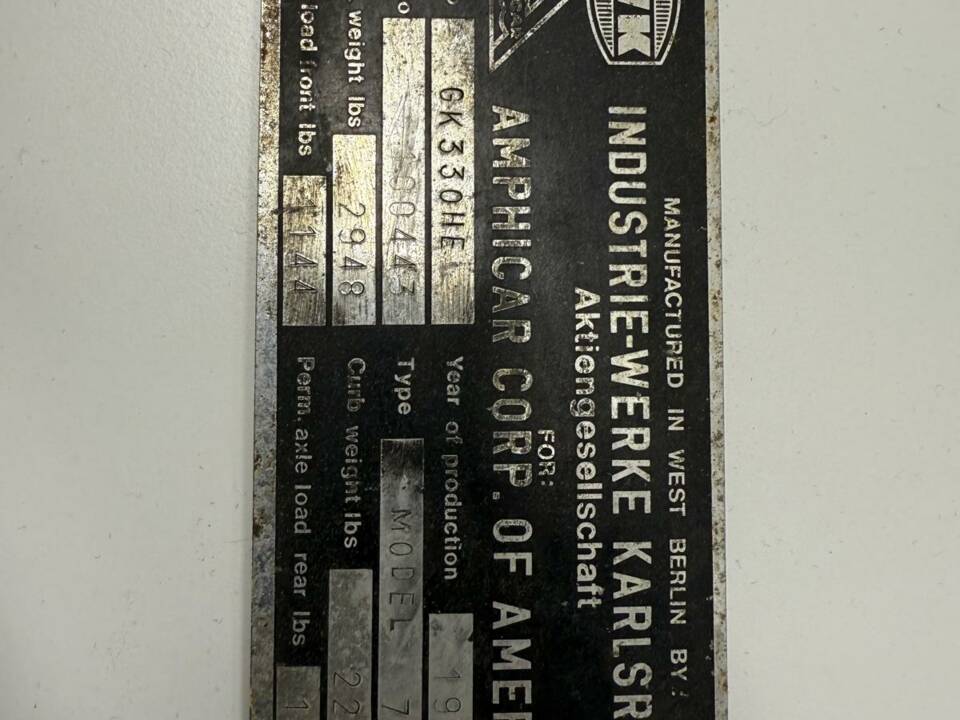 MANUFACTURED IN WEST BERLIN BY:
INDUSTRIE-WERKE KARLSR
Aktiengesellschaft
FOR:
AMPHICAR CORP. OF AMER
GK330HE Year of production 19
00443 Type MODEL 7
weight lbs 2948 Curb weight lbs 22
load front lbs 1144 Perm. axle load rear lbs 1